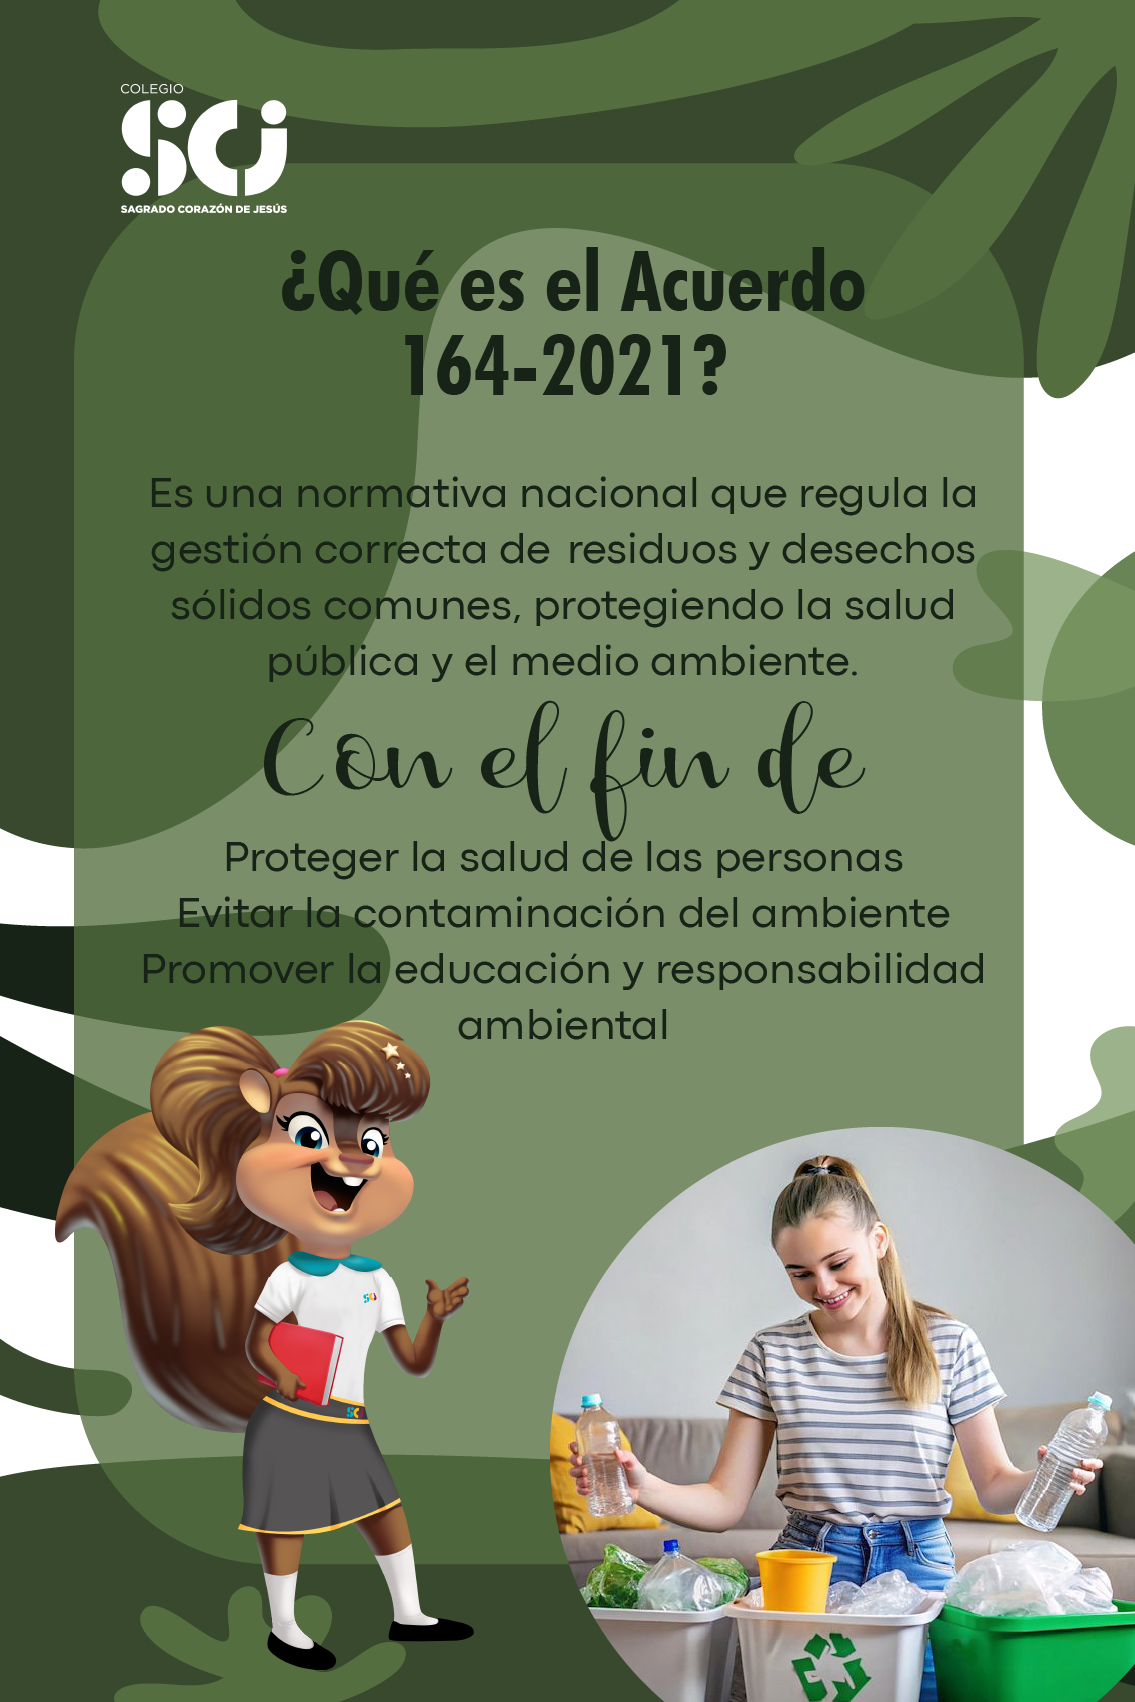 COLEGIO
SCJ
SAGRADO CORAZÓN DE JESÚS
¿Qué es el Acuerdo
164-2021?
Es una normativa nacional que regula la
gestión correcta de residuos y desechos
sólidos comunes, protegiendo la salud
pública y el medio ambiente.
Con el fin de
Proteger la salud de las personas
Evitar la contaminación del ambiente
Promover la educación y responsabilidad
ambiental
SCJ
SCJ